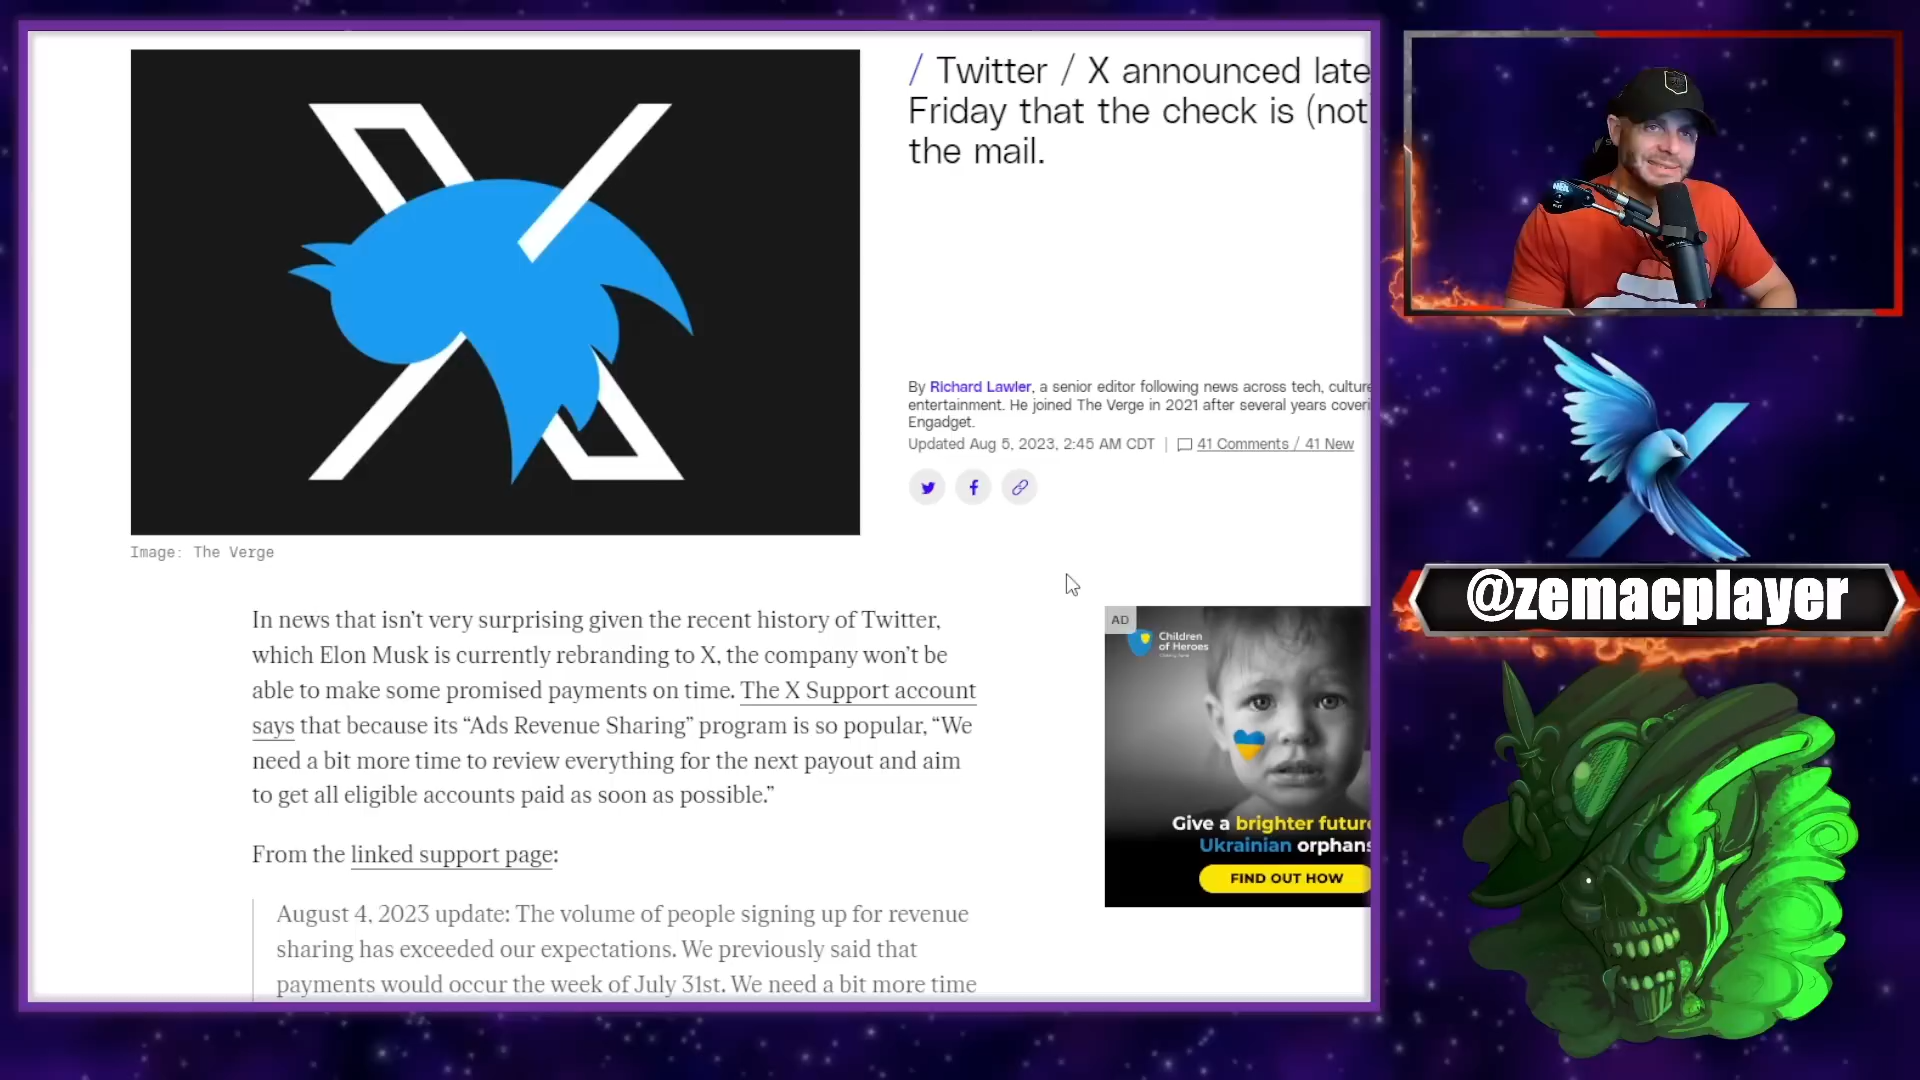 / Twitter / X announced late
Friday that the check is (not
the mail.
By Richard Lawler, a senior editor following news across tech, culture
entertainment. He joined The Verge in 2021 after several years coveri
Engadget.
Updated Aug 5, 2023, 2:45 AM CDT | 41 Comments / 41 New
Image: The Verge
In news that isn’t very surprising given the recent history of Twitter,
which Elon Musk is currently rebranding to X, the company won’t be
able to make some promised payments on time. The X Support account
says that because its “Ads Revenue Sharing” program is so popular, “We
need a bit more time to review everything for the next payout and aim
to get all eligible accounts paid as soon as possible.”
From the linked support page:
August 4, 2023 update: The volume of people signing up for revenue
sharing has exceeded our expectations. We previously said that
payments would occur the week of July 31st. We need a bit more time
AD
Children
of Heroes
Give a brighter future
Ukrainian orphans
FIND OUT HOW
@zemacplayer